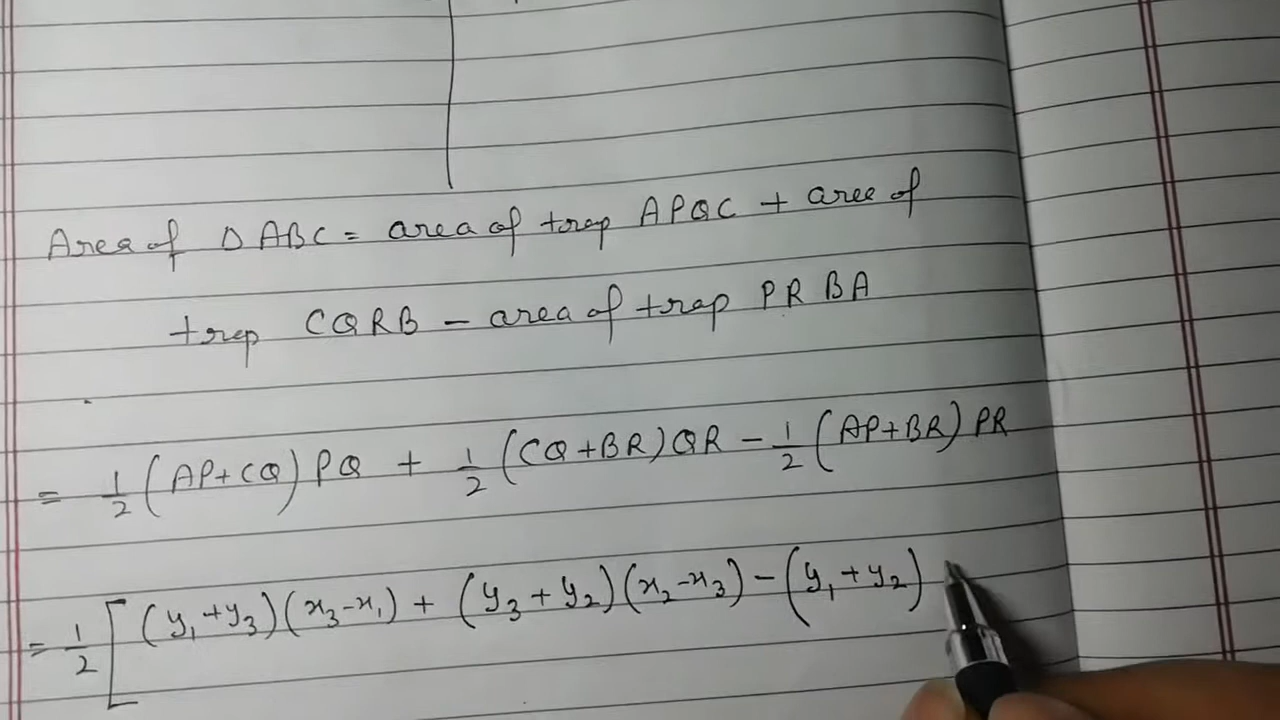 Area of Δ ABC = area of trap APQC + area of
trap CQRB - area of trap PRBA
= 1/2 (AP+CQ) PQ + 1/2 (CQ+BR) QR - 1/2 (AP+BR) PR
= 1/2 [(y₁+y₃)(x₃-x₁) + (y₃+y₂)(x₂-x₃) - (y₁+y₂)